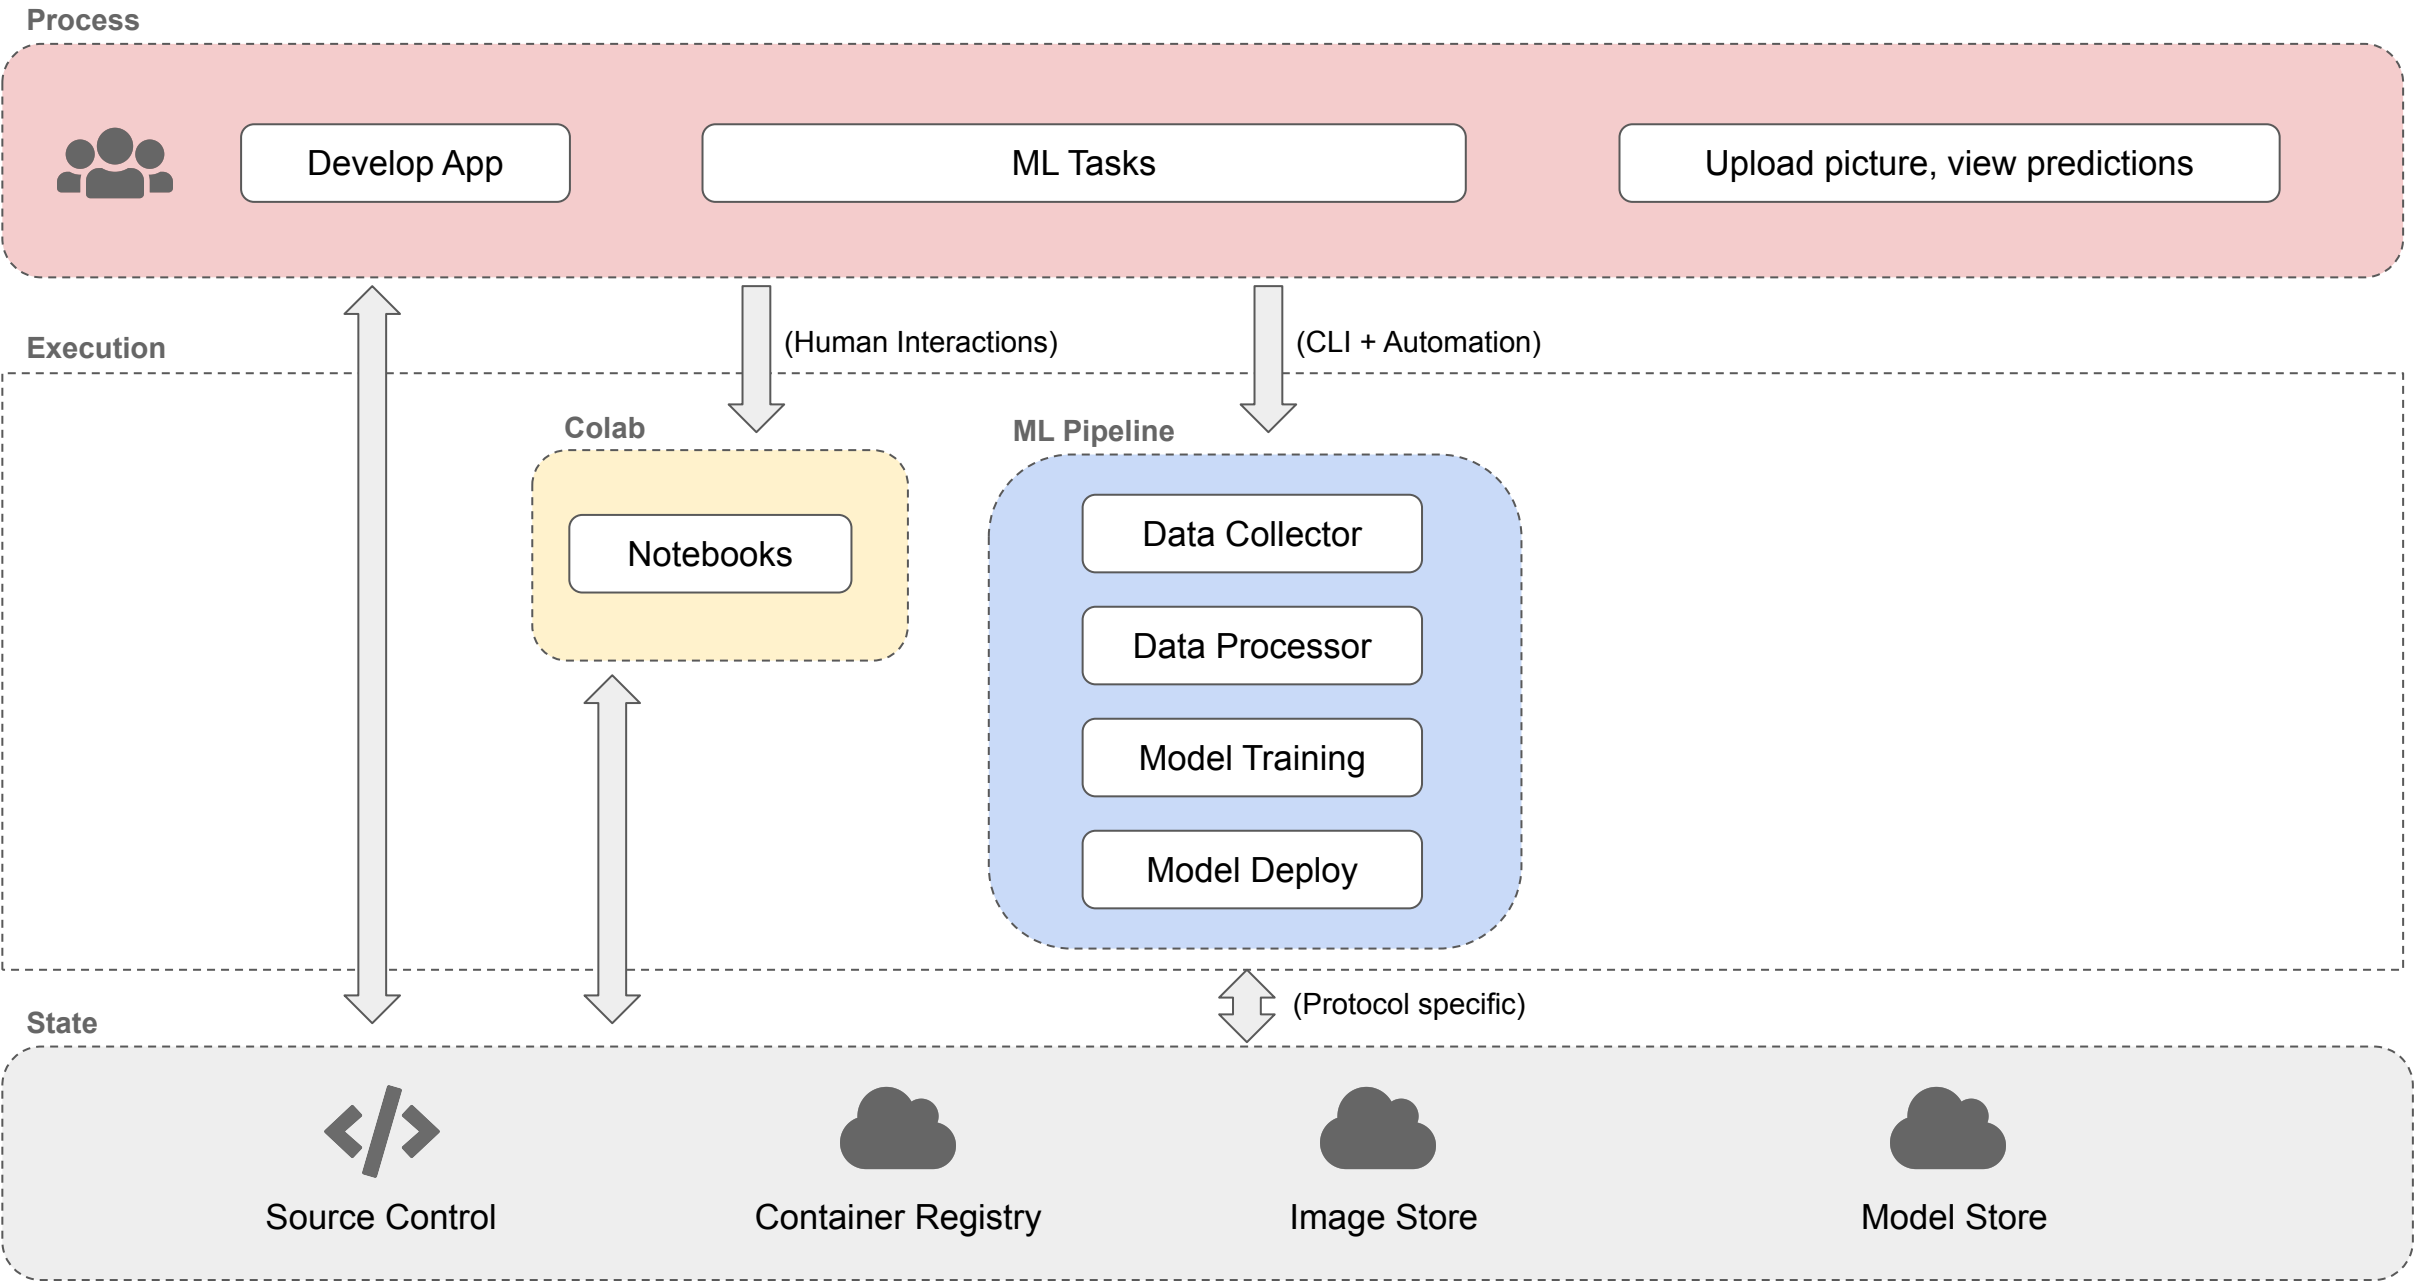 Process
Develop App
ML Tasks
Upload picture, view predictions
(Human Interactions)
(CLI + Automation)
Execution
Colab
ML Pipeline
Notebooks
Data Collector
Data Processor
Model Training
Model Deploy
(Protocol specific)
State
Source Control
Container Registry
Image Store
Model Store